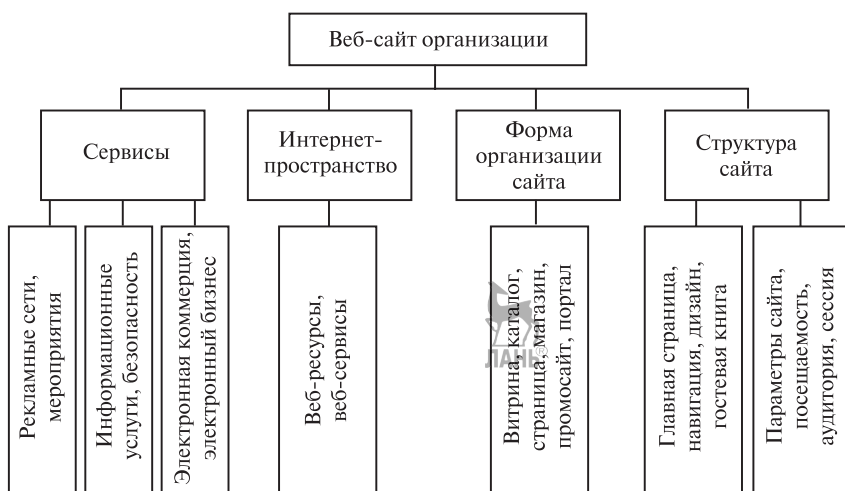 Веб-сайт организации
Сервисы
Интернет-
пространство
Форма
организации
сайта
Структура
сайта
Рекламные сети,
мероприятия
Информационные
услуги, безопасность
Электронная коммерция,
электронный бизнес
Веб-ресурсы,
веб-сервисы
Витрина, каталог,
страница, магазин,
промосайт, портал
Главная страница,
навигация, дизайн,
гостевая книга
Параметры сайта,
посещаемость,
аудитория, сессия
ЛАНЬ®